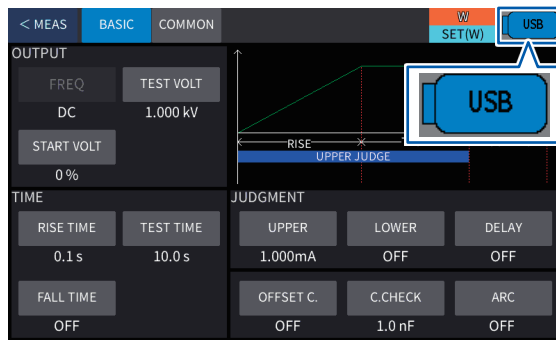 < MEAS BASIC COMMON W SET(W) USB
OUTPUT
FREQ TEST VOLT
DC 1.000 kV
START VOLT
0 %
USB
RISE
UPPER JUDGE
TIME
RISE TIME TEST TIME
0.1 s 10.0 s
FALL TIME
OFF
JUDGMENT
UPPER LOWER DELAY
1.000mA OFF OFF
OFFSET C. C.CHECK ARC
OFF 1.0 nF OFF